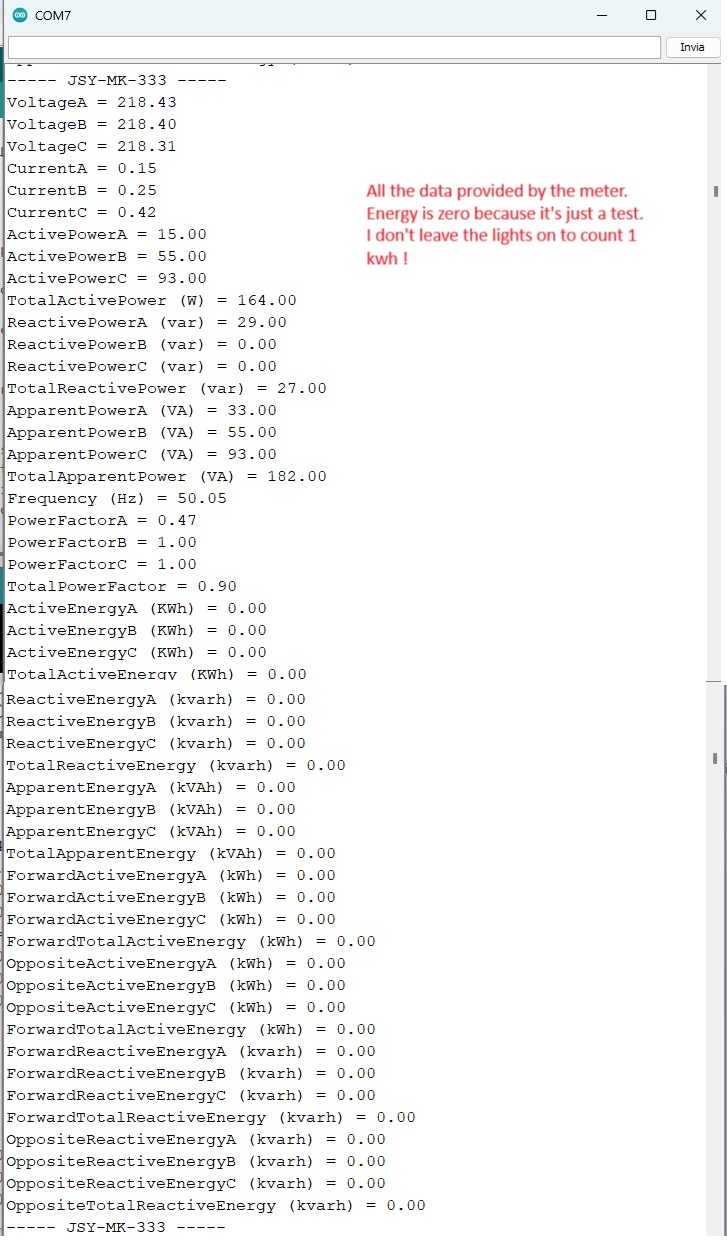 COM7
Invia
----- JSY-MK-333 -----
VoltageA = 218.43
VoltageB = 218.40
VoltageC = 218.31
CurrentA = 0.15
CurrentB = 0.25
CurrentC = 0.42
ActivePowerA = 15.00
ActivePowerB = 55.00
ActivePowerC = 93.00
TotalActivePower (W) = 164.00
ReactivePowerA (var) = 29.00
ReactivePowerB (var) = 0.00
ReactivePowerC (var) = 0.00
TotalReactivePower (var) = 27.00
ApparentPowerA (VA) = 33.00
ApparentPowerB (VA) = 55.00
ApparentPowerC (VA) = 93.00
TotalApparentPower (VA) = 182.00
Frequency (Hz) = 50.05
PowerFactorA = 0.47
PowerFactorB = 1.00
PowerFactorC = 1.00
TotalPowerFactor = 0.90
ActiveEnergyA (KWh) = 0.00
ActiveEnergyB (KWh) = 0.00
ActiveEnergyC (KWh) = 0.00
TotalActiveEnergy (KWh) = 0.00
ReactiveEnergyA (kvarh) = 0.00
ReactiveEnergyB (kvarh) = 0.00
ReactiveEnergyC (kvarh) = 0.00
TotalReactiveEnergy (kvarh) = 0.00
ApparentEnergyA (kVAh) = 0.00
ApparentEnergyB (kVAh) = 0.00
ApparentEnergyC (kVAh) = 0.00
TotalApparentEnergy (kVAh) = 0.00
ForwardActiveEnergyA (kWh) = 0.00
ForwardActiveEnergyB (kWh) = 0.00
ForwardActiveEnergyC (kWh) = 0.00
ForwardTotalActiveEnergy (kWh) = 0.00
OppositeActiveEnergyA (kWh) = 0.00
OppositeActiveEnergyB (kWh) = 0.00
OppositeActiveEnergyC (kWh) = 0.00
ForwardTotalActiveEnergy (kWh) = 0.00
ForwardReactiveEnergyA (kvarh) = 0.00
ForwardReactiveEnergyB (kvarh) = 0.00
ForwardReactiveEnergyC (kvarh) = 0.00
ForwardTotalReactiveEnergy (kvarh) = 0.00
OppositeReactiveEnergyA (kvarh) = 0.00
OppositeReactiveEnergyB (kvarh) = 0.00
OppositeReactiveEnergyC (kvarh) = 0.00
OppositeTotalReactiveEnergy (kvarh) = 0.00
----- JSY-MK-333 -----
All the data provided by the meter.
Energy is zero because it's just a test.
I don't leave the lights on to count 1
kwh !